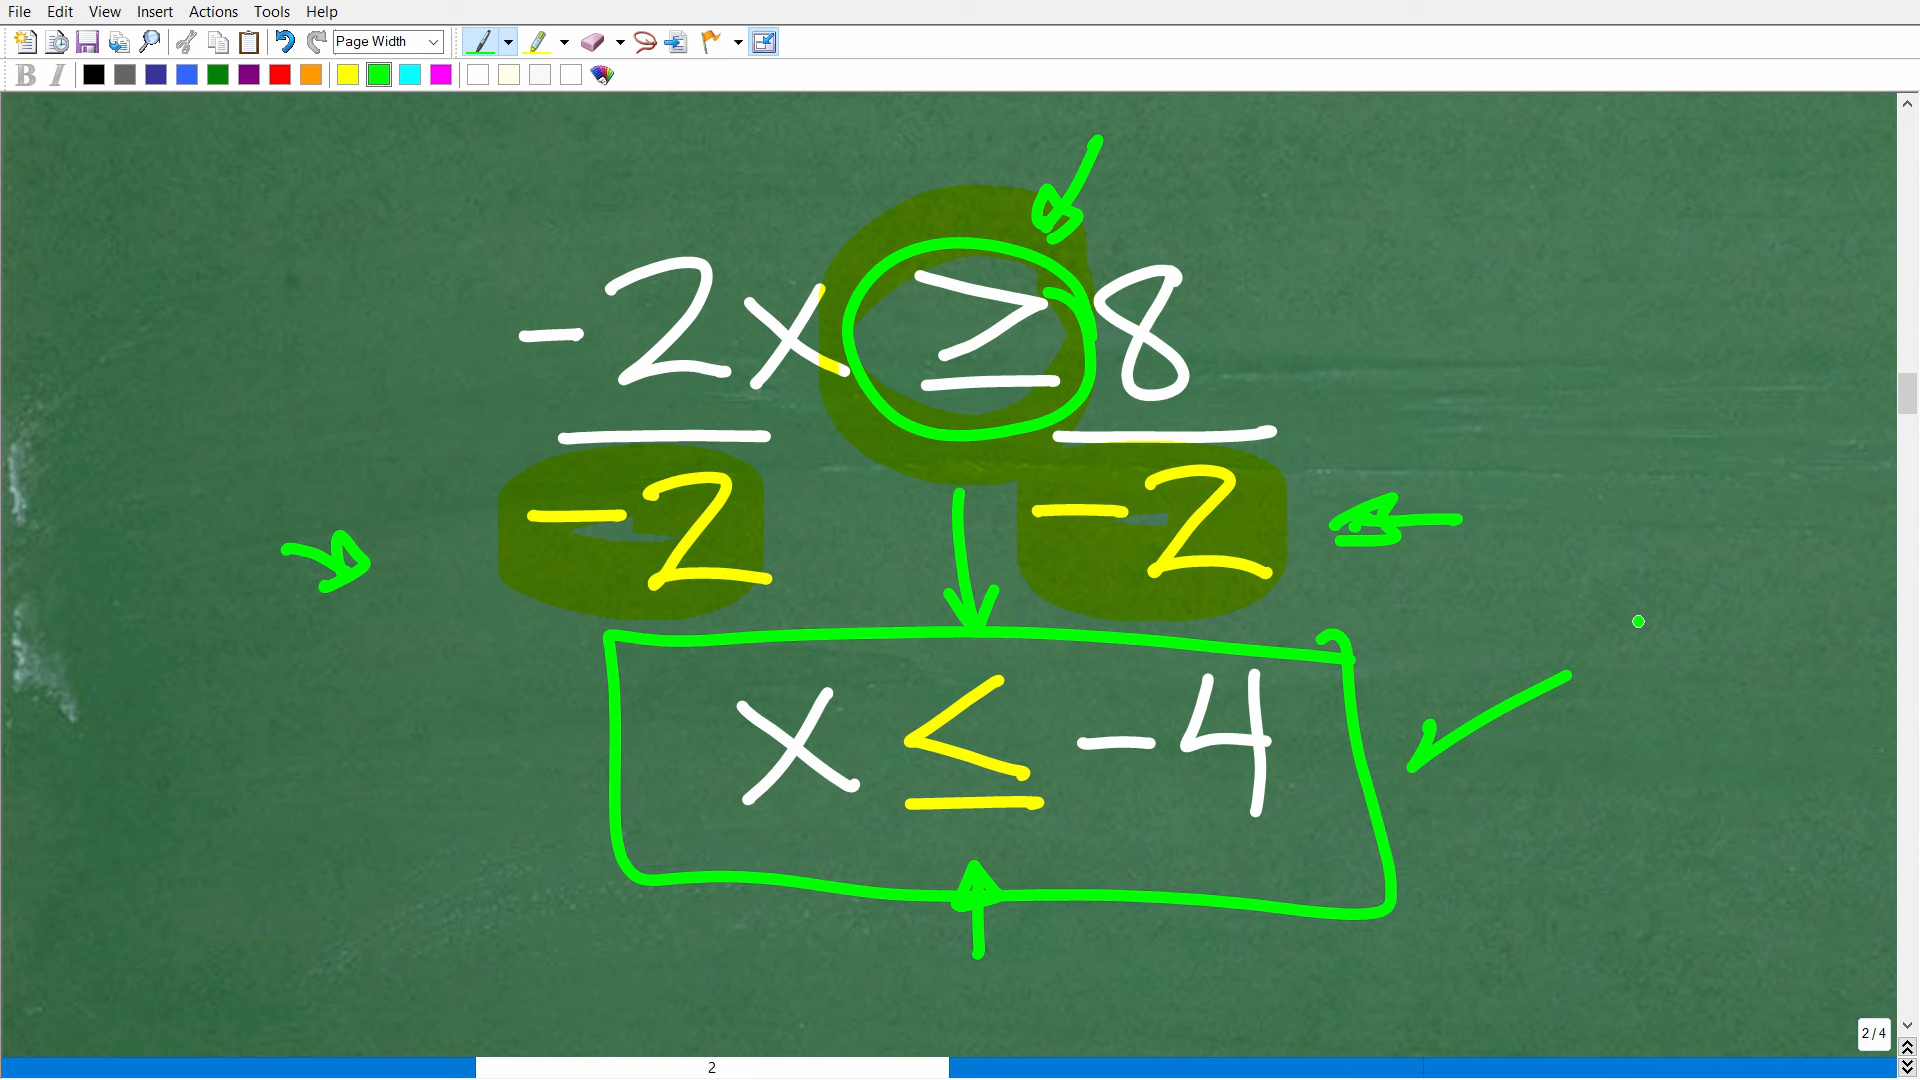 File Edit View Insert Actions Tools Help
Page Width
B I
-2x ≥ 8
-2 -2
x ≤ -4
2 / 4
2